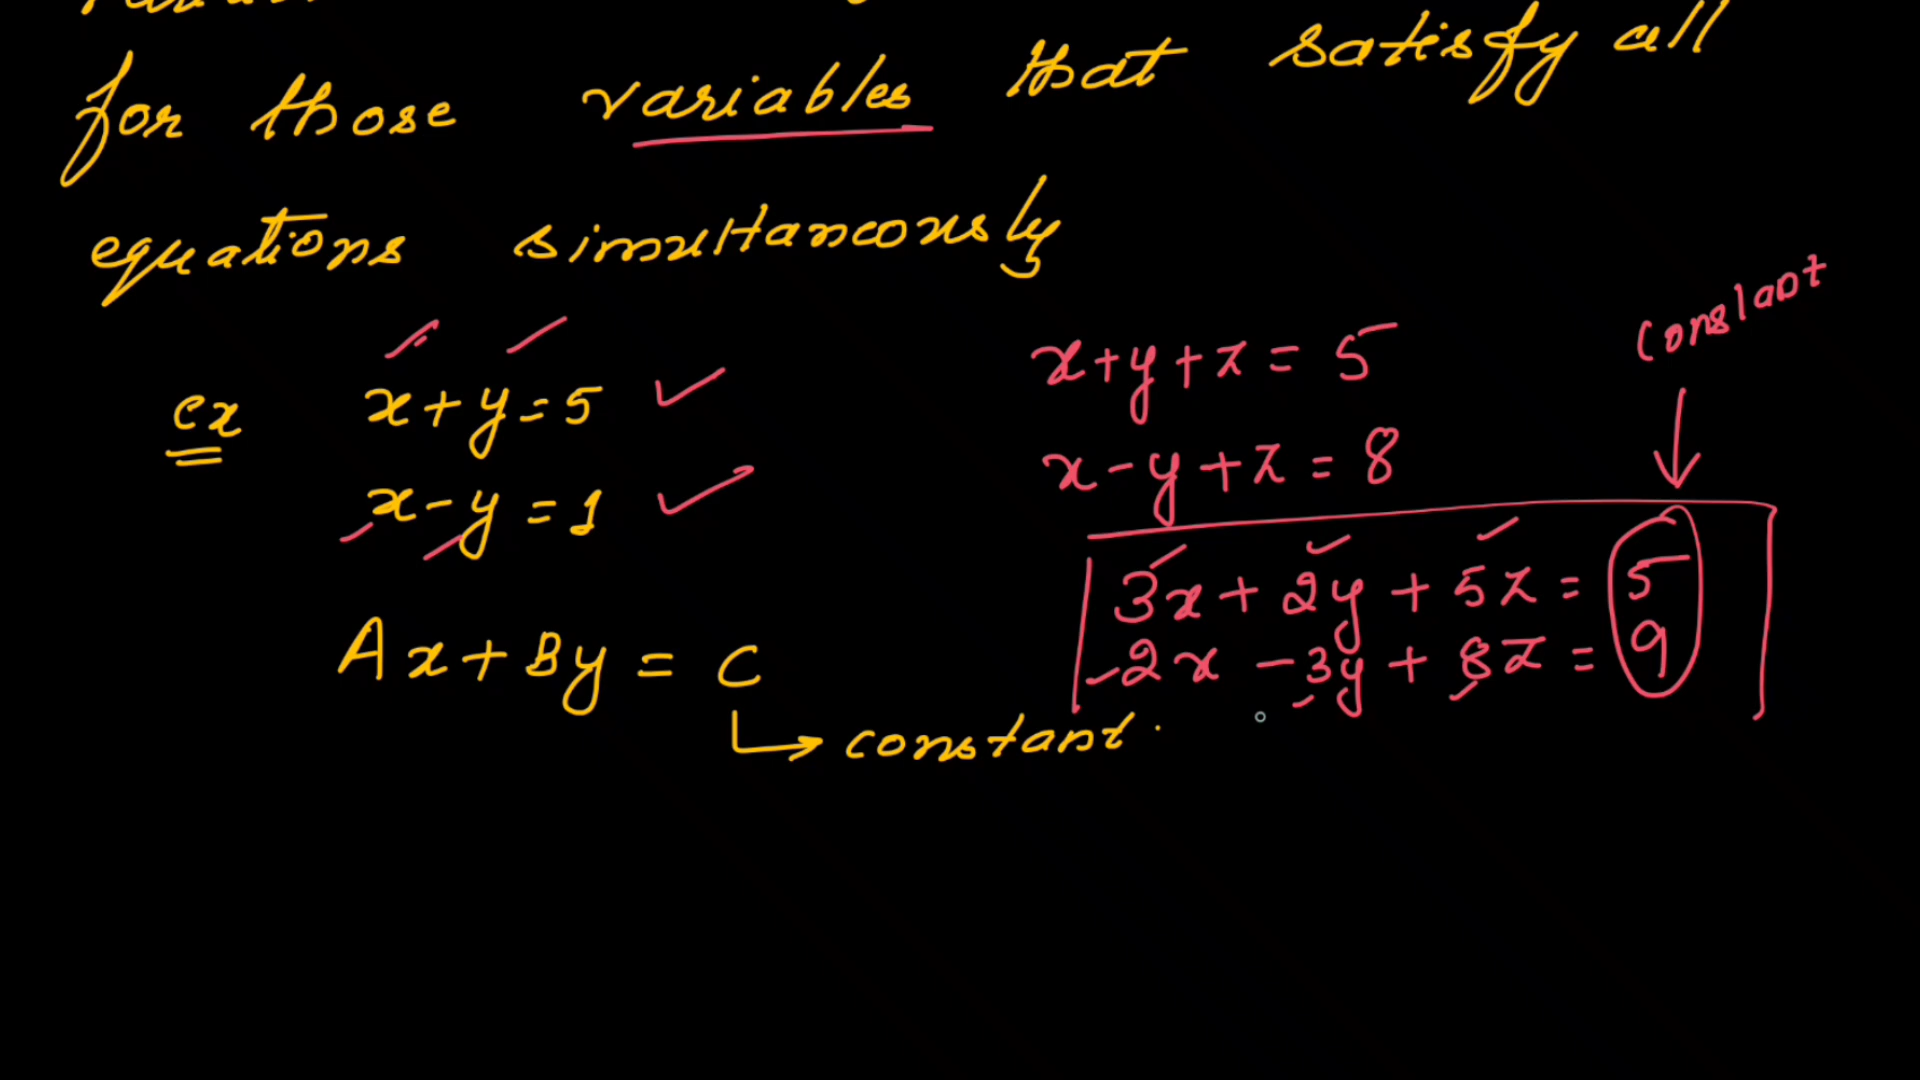 for those variables that satisfy all
equations simultaneously
ex x+y=5
x-y=1
Ax+By=C
constant.
x+y+z=5
x-y+z=8
constant
3x+2y+5z=5
2x-3y+8z=9